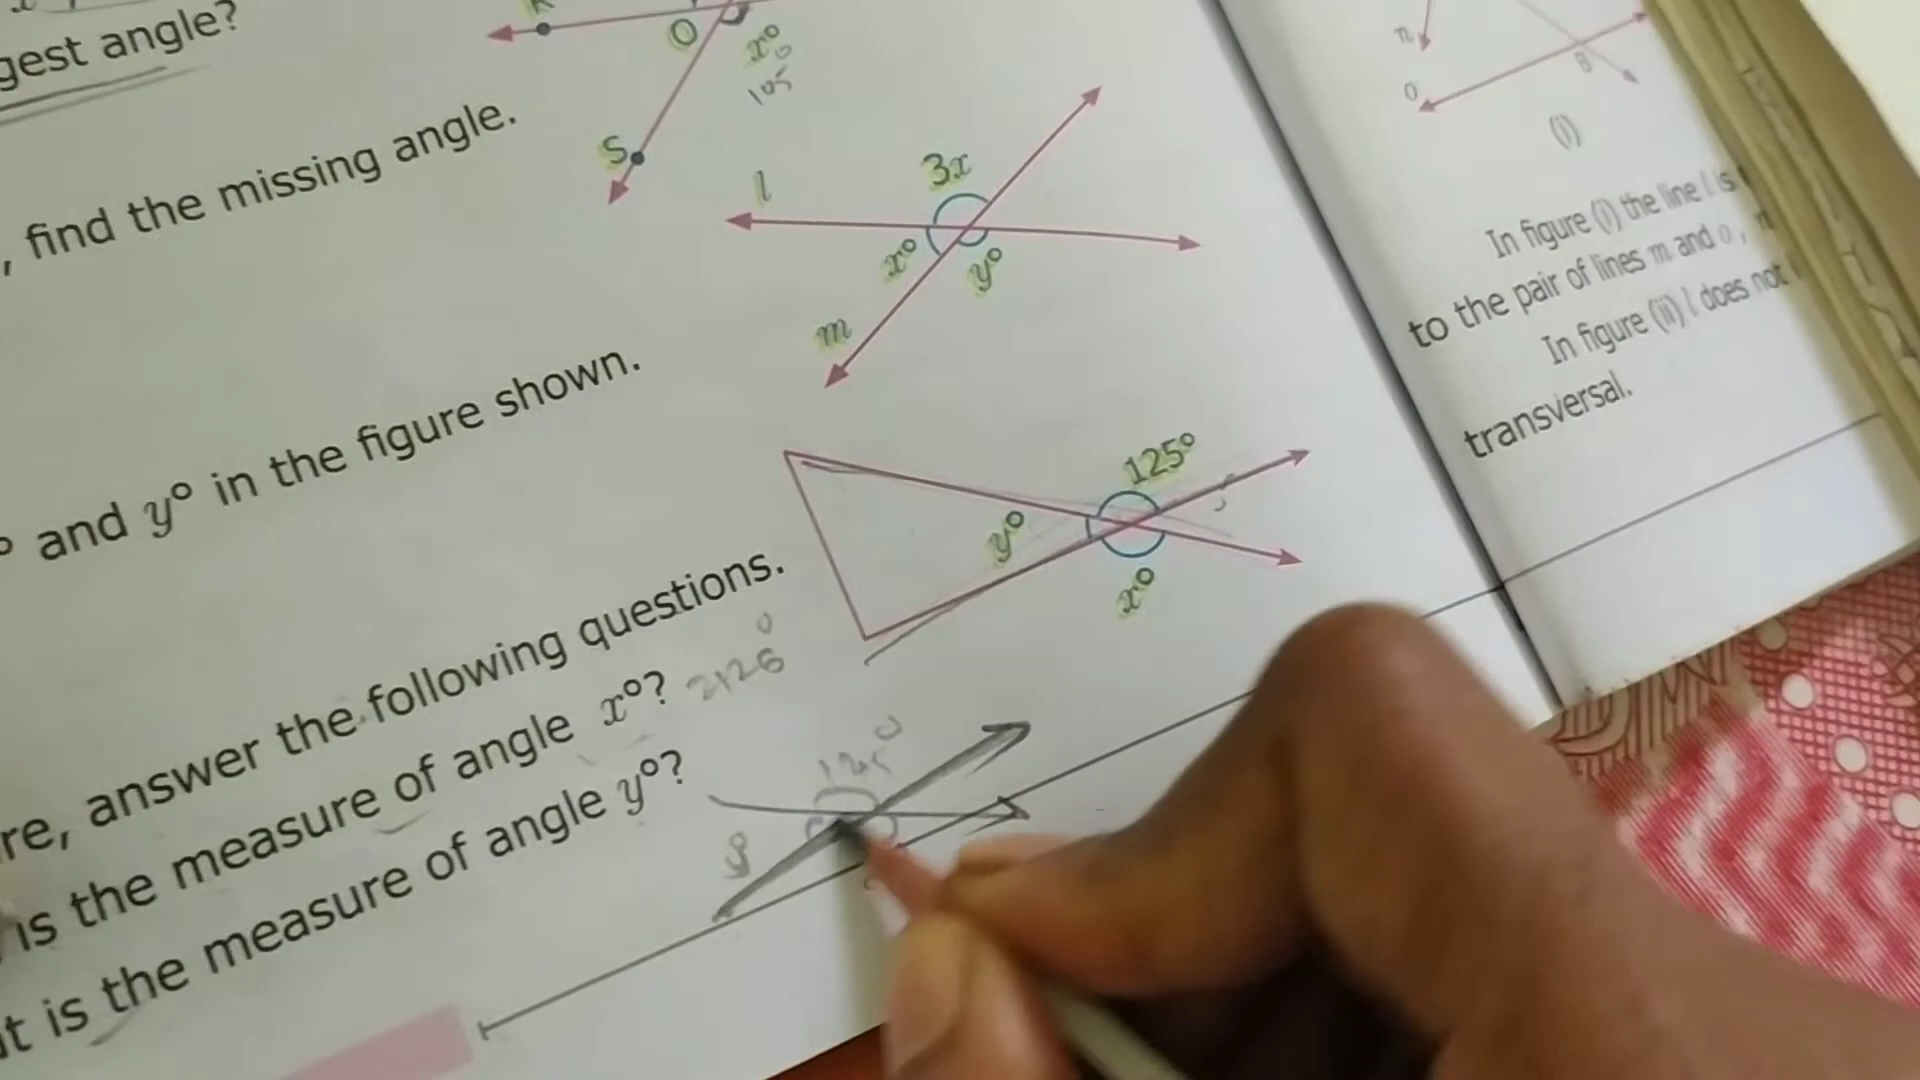 gest angle?
R
O
x°
105°
S
, find the missing angle.
l
3x
x°
y°
m
and y° in the figure shown.
125°
y°
x°
re, answer the following questions.
is the measure of angle x°?
125°
t is the measure of angle y°?
y°
n
o
(i)
In figure (i) the line l is
to the pair of lines m and o,
In figure (ii) l does not
transversal.